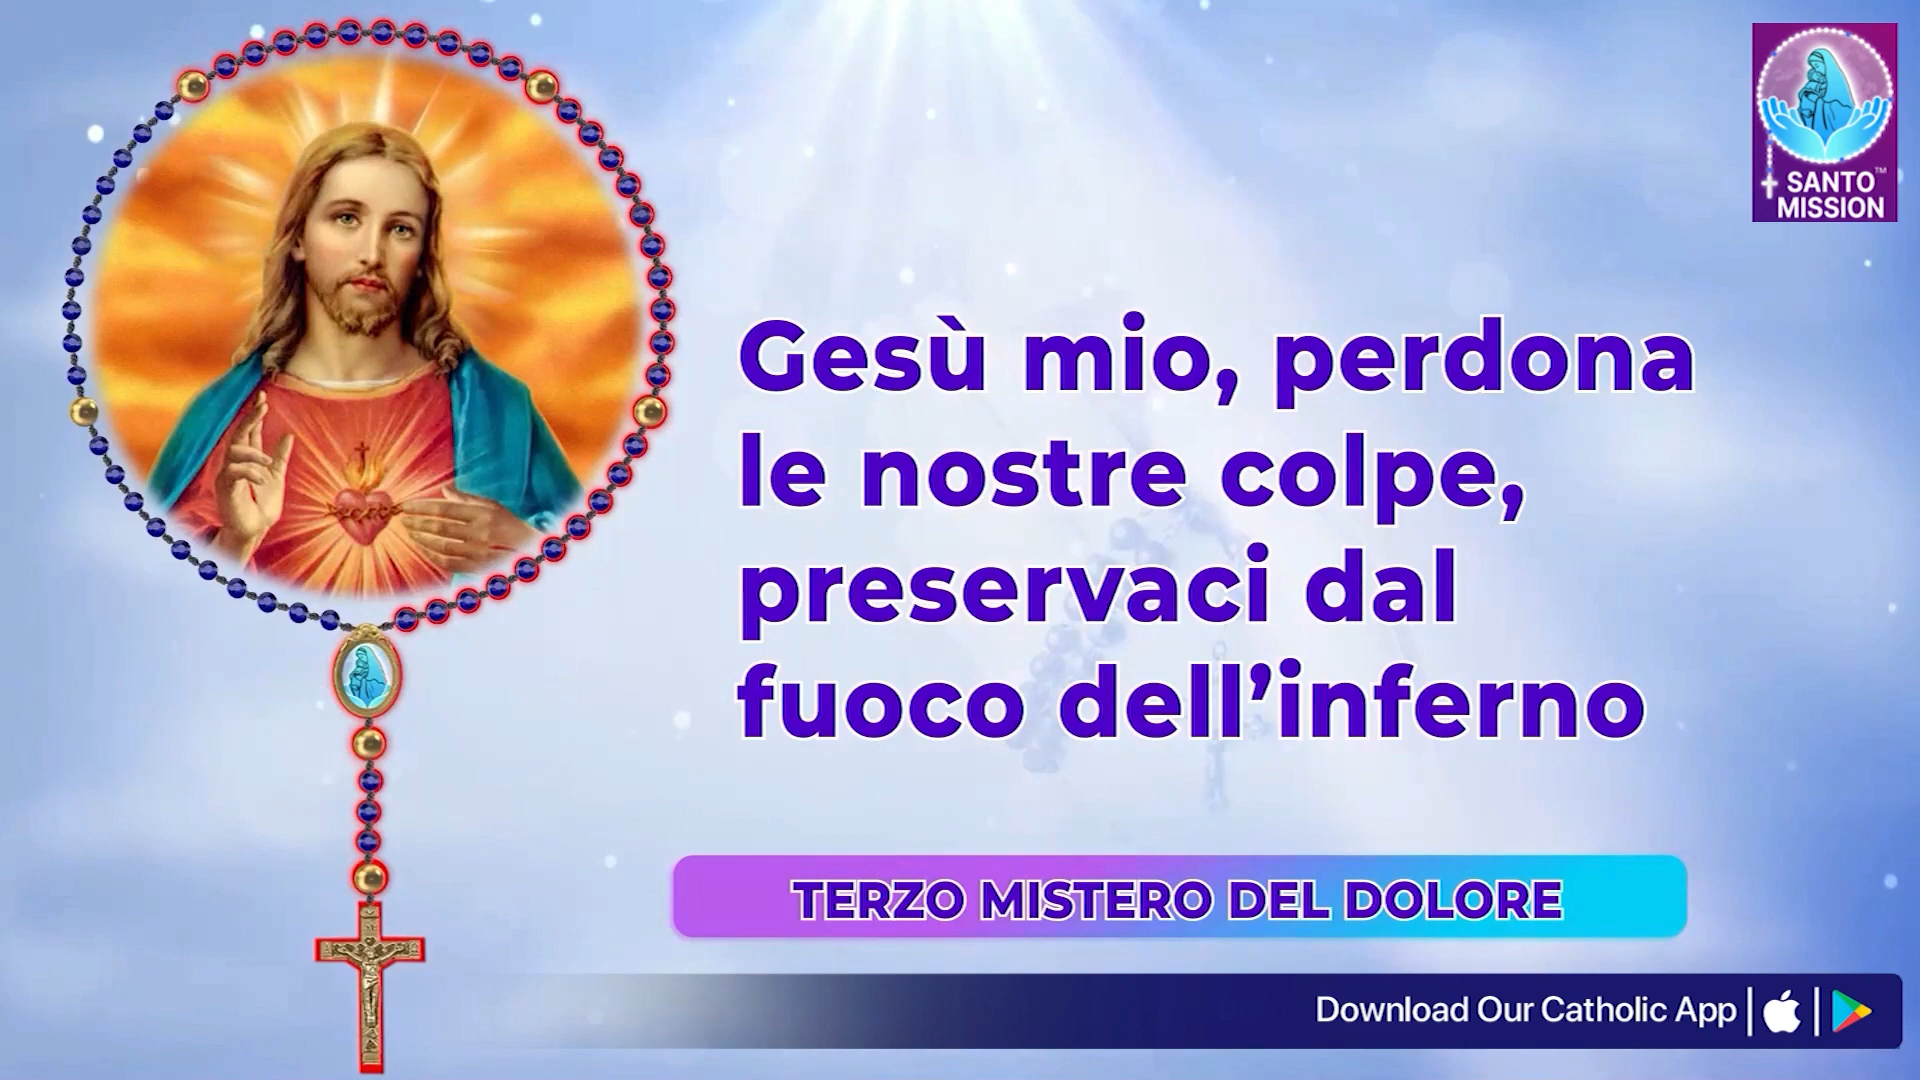 SANTO™
MISSION
Gesù mio, perdona
le nostre colpe,
preservaci dal
fuoco dell’inferno
TERZO MISTERO DEL DOLORE
Download Our Catholic App